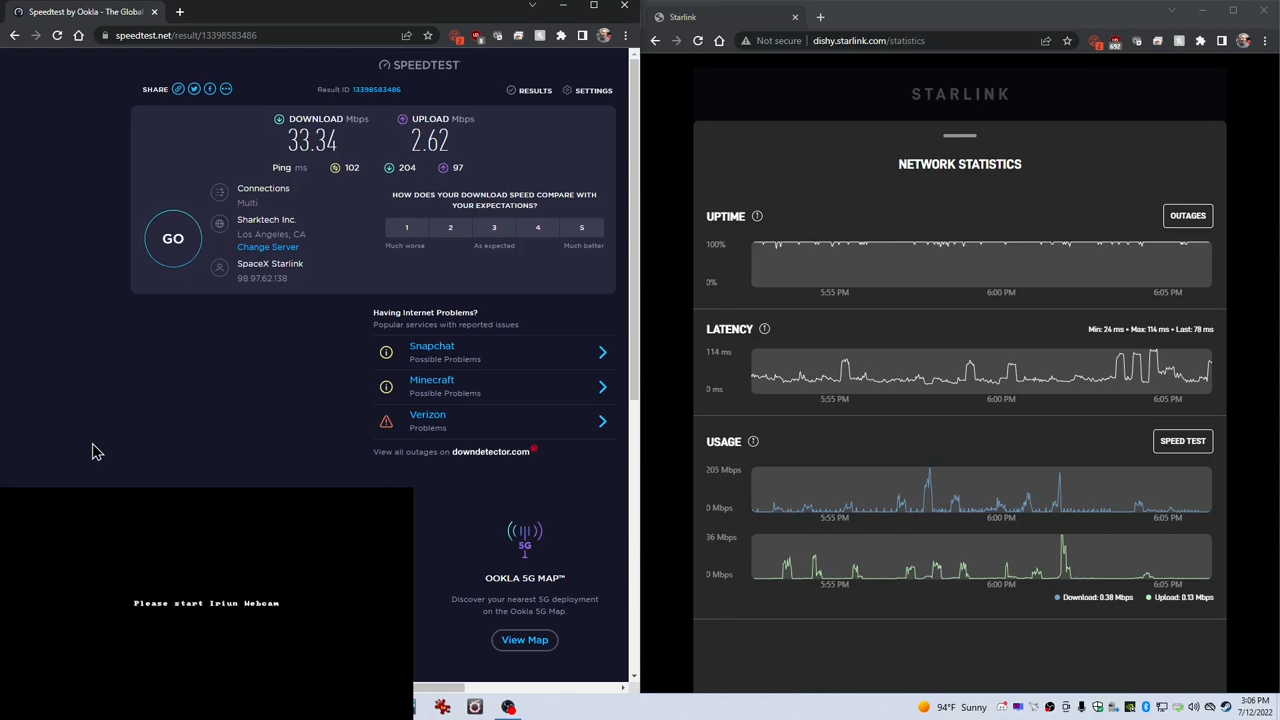 Speedtest by Ookla - The Global
speedtest.net/result/13398583486
SPEEDTEST
SHARE
Result ID 13398583486
RESULTS
SETTINGS
DOWNLOAD Mbps
33.34
UPLOAD Mbps
2.62
Ping ms
102
204
97
Connections
Multi
Sharktech Inc.
Los Angeles, CA
Change Server
SpaceX Starlink
98.97.62.138
GO
HOW DOES YOUR DOWNLOAD SPEED COMPARE WITH
YOUR EXPECTATIONS?
1 2 3 4 5
Much worse As expected Much better
Having Internet Problems?
Popular services with reported issues
Snapchat
Possible Problems
Minecraft
Possible Problems
Verizon
Problems
View all outages on downdetector.com
5G
OOKLA 5G MAP™
Discover your nearest 5G deployment
on the Ookla 5G Map.
View Map
Please start Iriun Webcam
Starlink
Not secure dishy.starlink.com/statistics
692
STARLINK
NETWORK STATISTICS
UPTIME
OUTAGES
100%
0%
5:55 PM 6:00 PM 6:05 PM
LATENCY
Min: 24 ms • Max: 114 ms • Last: 78 ms
114 ms
0 ms
5:55 PM 6:00 PM 6:05 PM
USAGE
SPEED TEST
205 Mbps
0 Mbps
5:55 PM 6:00 PM 6:05 PM
36 Mbps
0 Mbps
5:55 PM 6:00 PM 6:05 PM
Download: 0.38 Mbps Upload: 0.13 Mbps
94°F Sunny
3:06 PM
7/12/2022